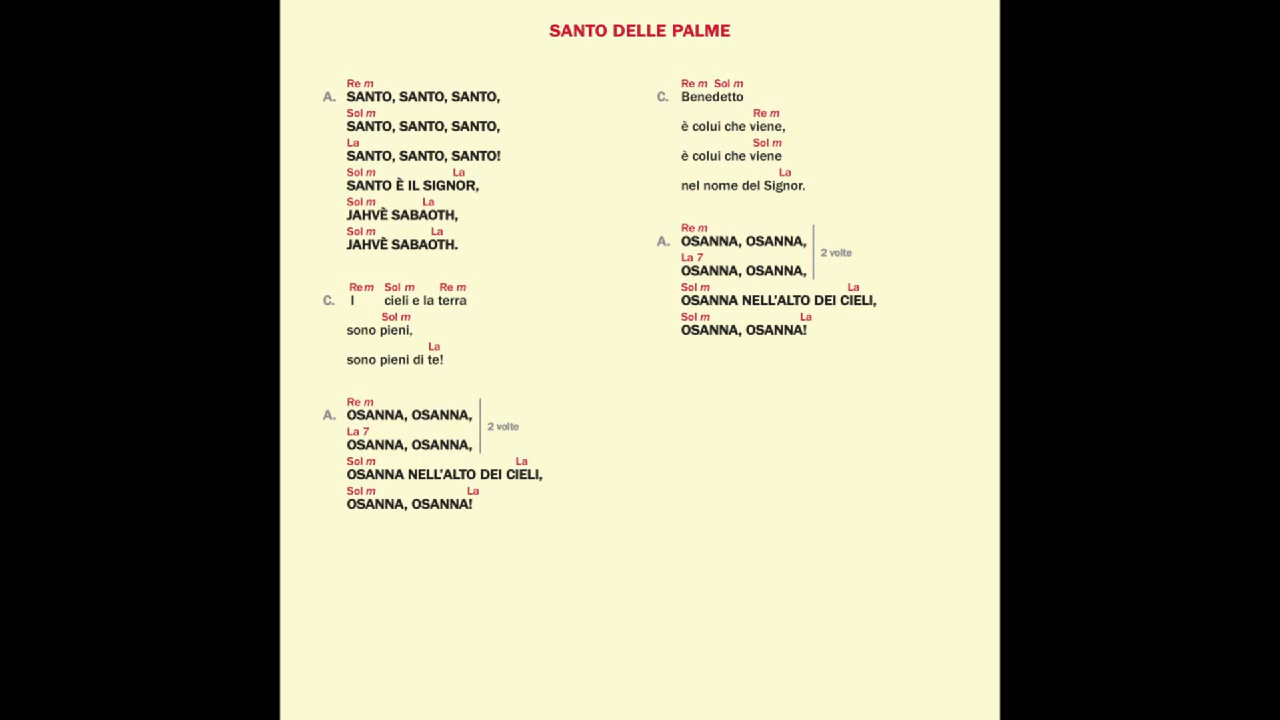 SANTO DELLE PALME
Re m
A. SANTO, SANTO, SANTO,
Sol m
SANTO, SANTO, SANTO,
La
SANTO, SANTO, SANTO!
Sol m La
SANTO È IL SIGNOR,
Sol m La
JAHVÈ SABAOTH,
Sol m La
JAHVÈ SABAOTH.
Re m Sol m Re m
C. I cieli e la terra
Sol m
sono pieni,
La
sono pieni di te!
Re m
A. OSANNA, OSANNA,
2 volte
La 7
OSANNA, OSANNA,
Sol m La
OSANNA NELL'ALTO DEI CIELI,
Sol m La
OSANNA, OSANNA!
Re m Sol m
C. Benedetto
Re m
è colui che viene,
Sol m
è colui che viene
La
nel nome del Signor.
Re m
A. OSANNA, OSANNA,
2 volte
La 7
OSANNA, OSANNA,
Sol m La
OSANNA NELL'ALTO DEI CIELI,
Sol m La
OSANNA, OSANNA!